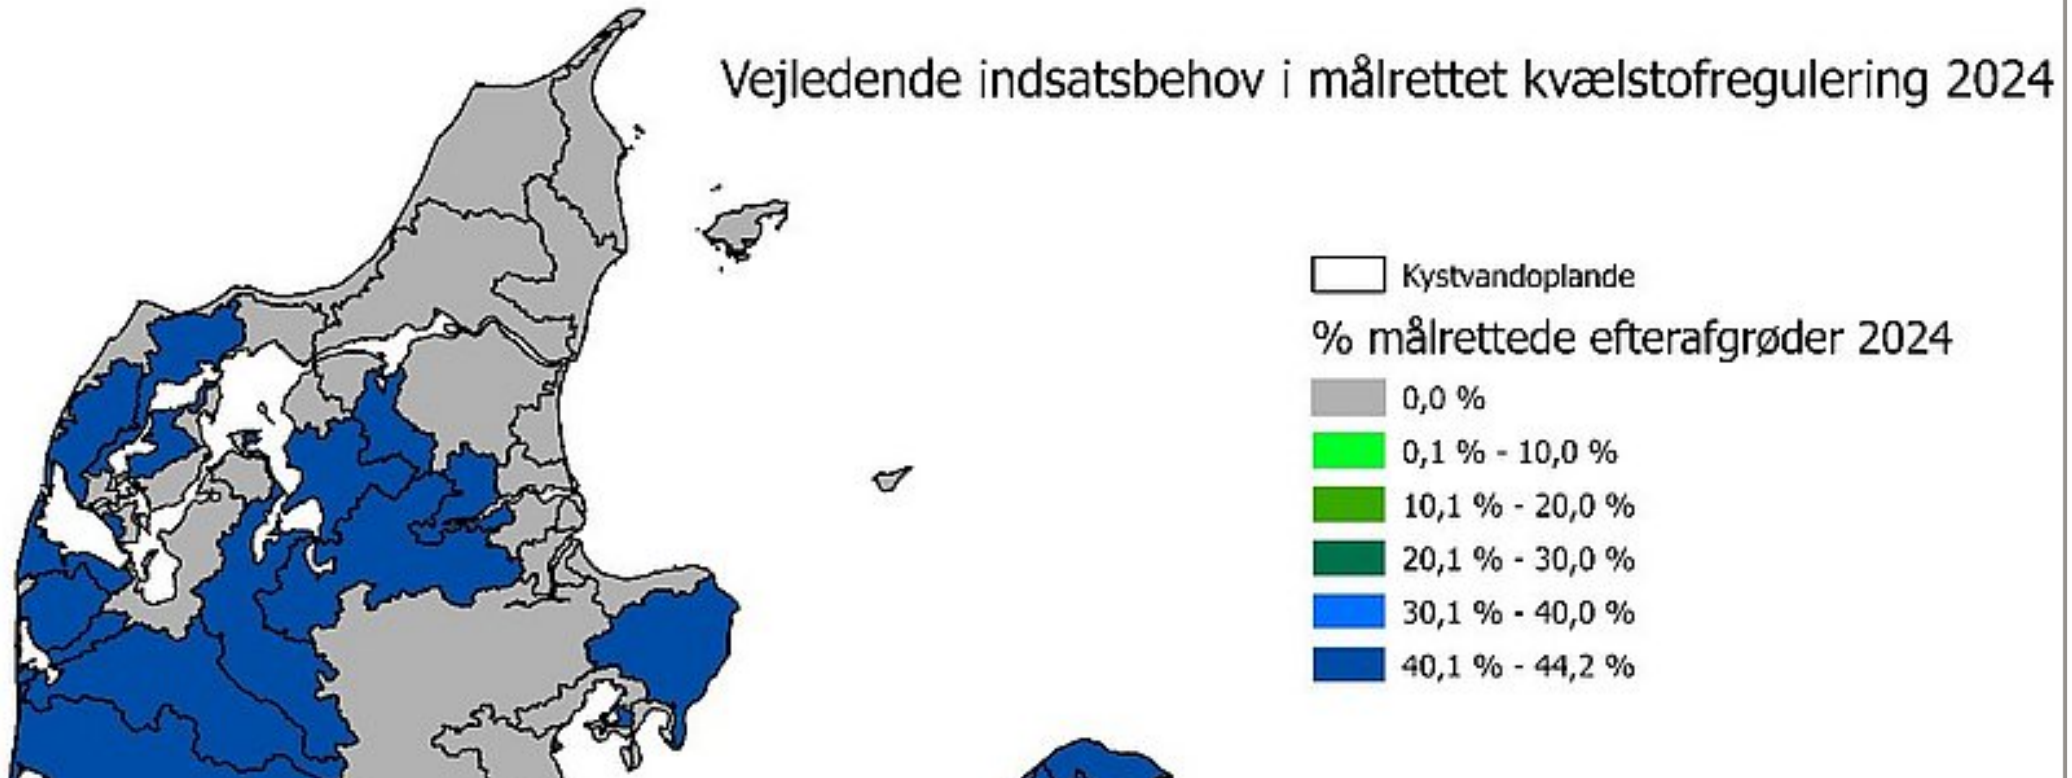 Vejledende indsatsbehov i målrettet kvælstofregulering 2024
Kystvandoplande
% målrettede efterafgrøder 2024
0,0 %
0,1 % - 10,0 %
10,1 % - 20,0 %
20,1 % - 30,0 %
30,1 % - 40,0 %
40,1 % - 44,2 %